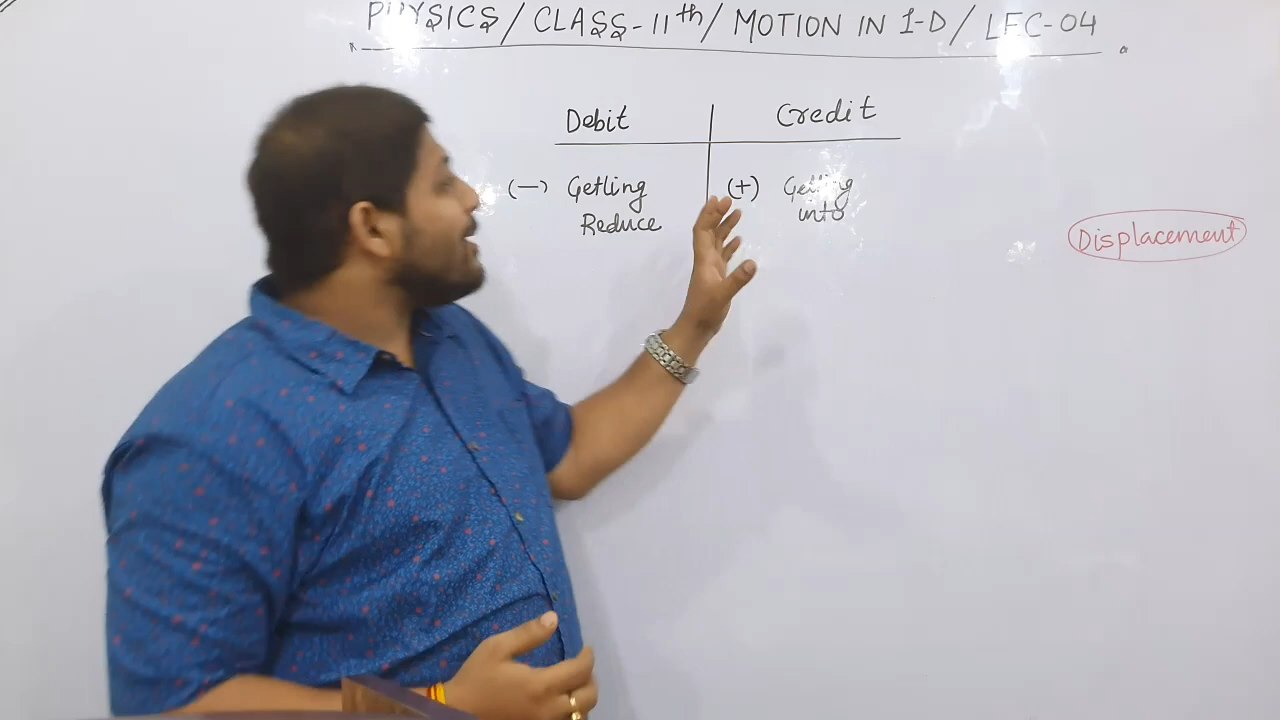 PHYSICS / CLASS-11th / MOTION IN 1-D / LEC-04
Debit
Credit
(-) Getting
Reduce
(+) Getting
into
Displacement